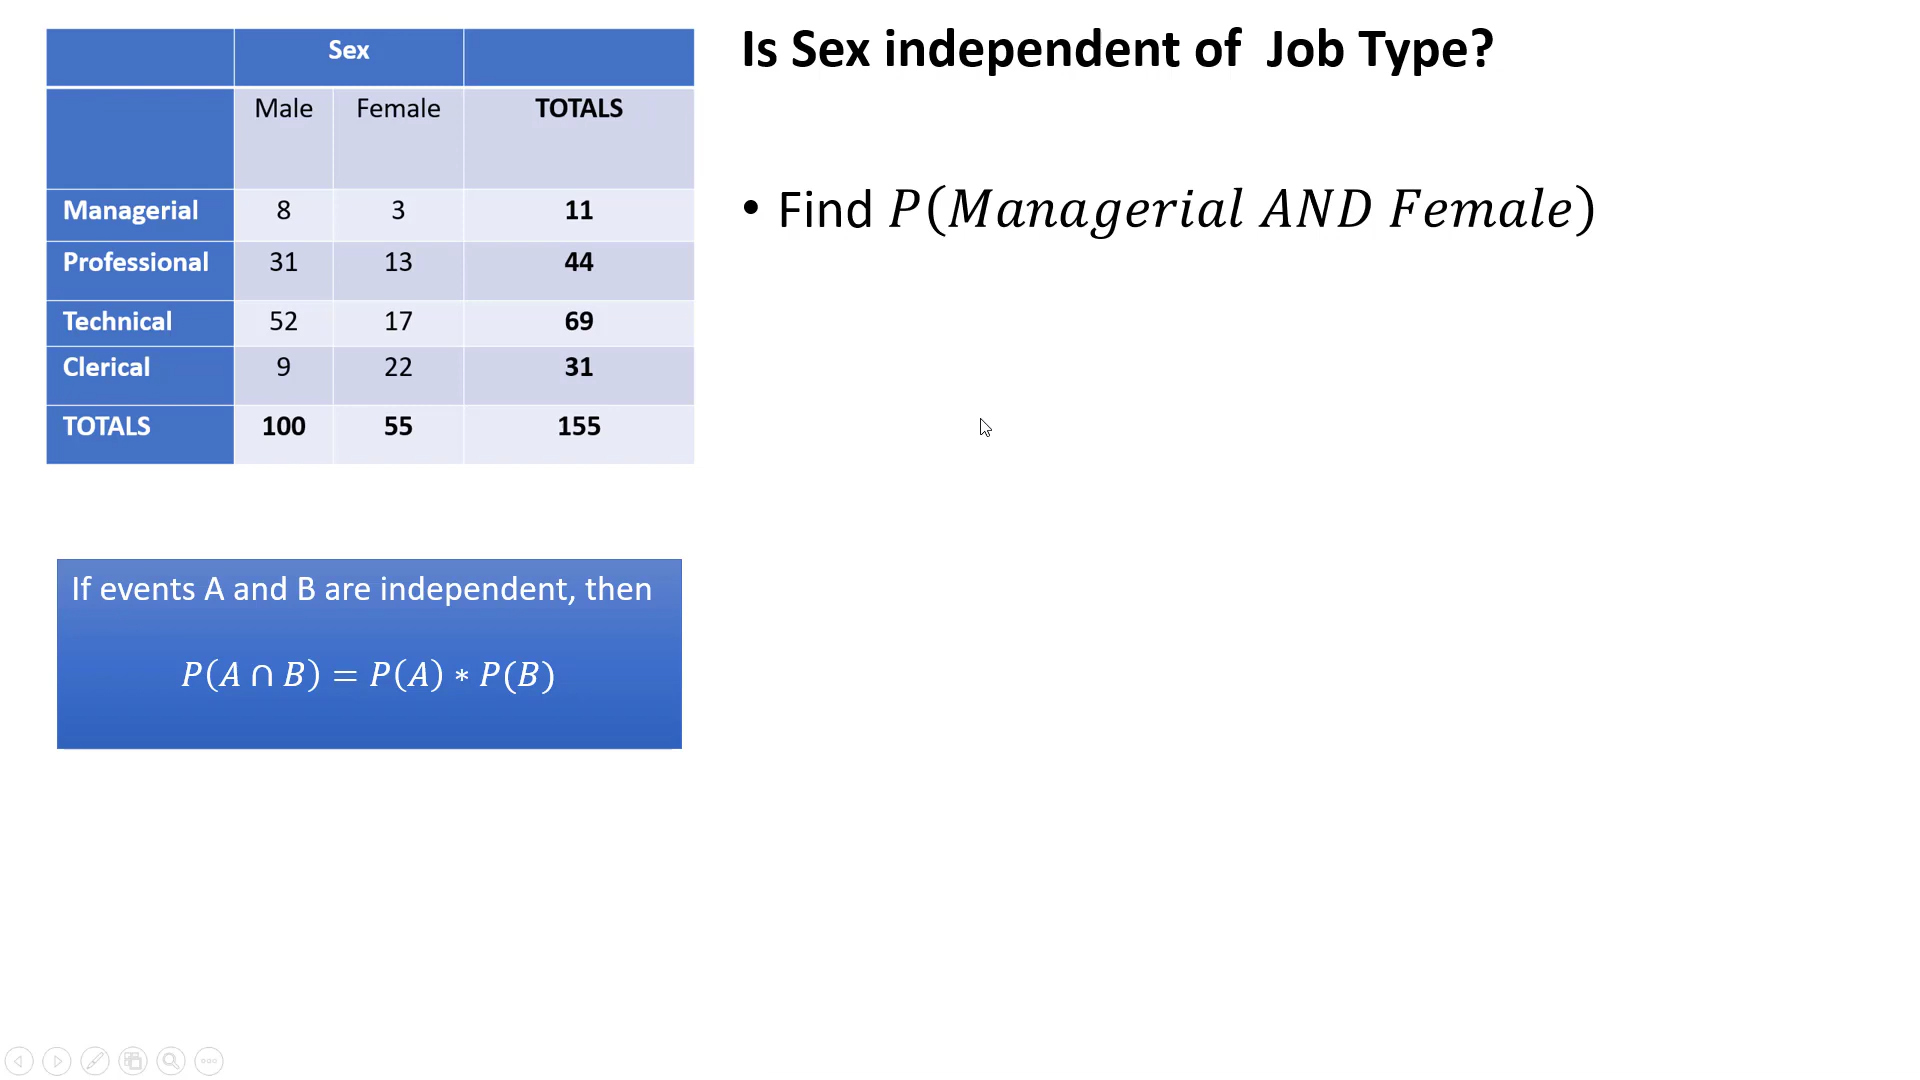 Sex
Male Female TOTALS
Managerial 8 3 11
Professional 31 13 44
Technical 52 17 69
Clerical 9 22 31
TOTALS 100 55 155
If events A and B are independent, then
P(A ∩ B) = P(A) ∗ P(B)
Is Sex independent of Job Type?
• Find P(Managerial AND Female)